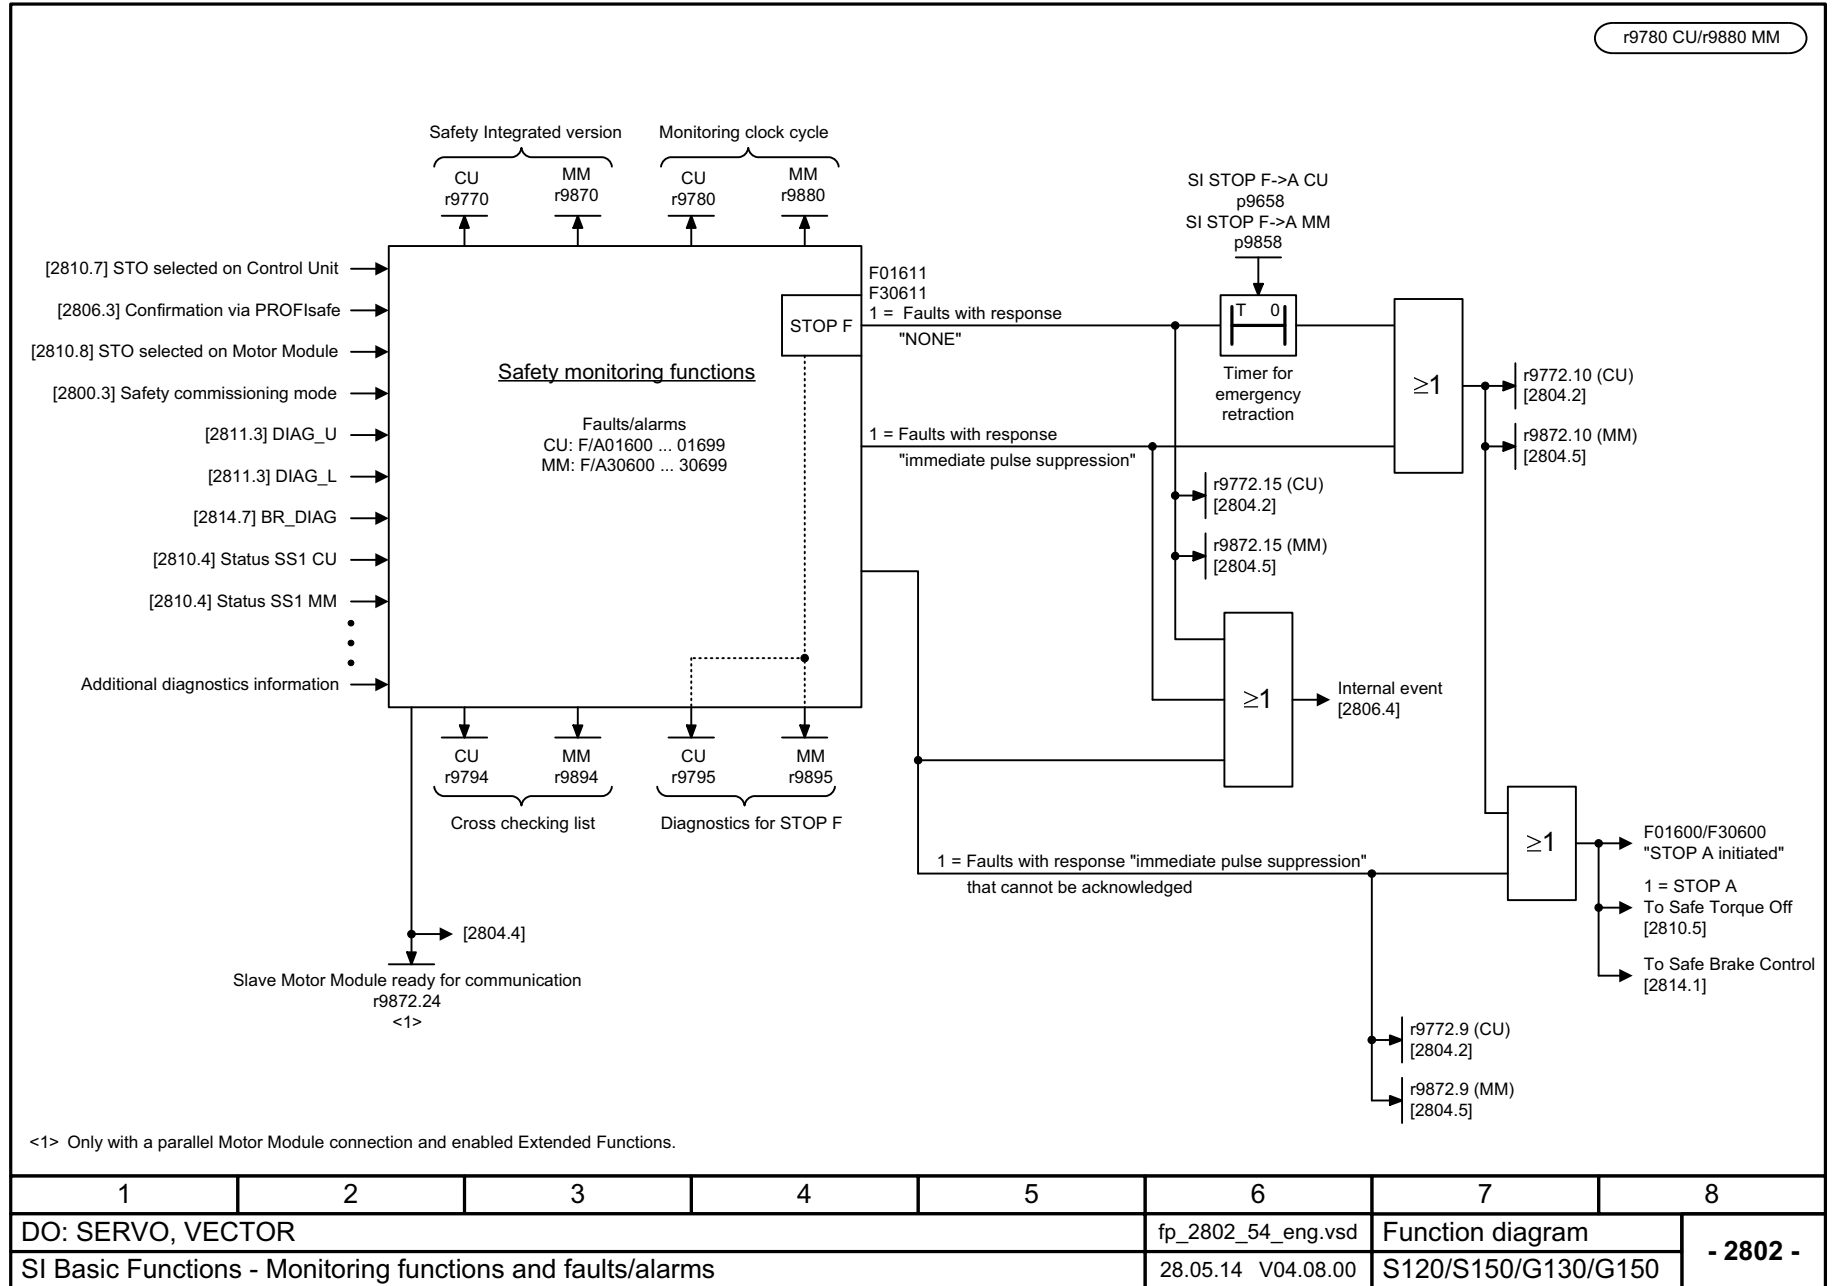 r9780 CU/r9880 MM
Safety Integrated version
Monitoring clock cycle
CU
r9770
MM
r9870
CU
r9780
MM
r9880
SI STOP F->A CU
p9658
SI STOP F->A MM
p9858
[2810.7] STO selected on Control Unit
[2806.3] Confirmation via PROFIsafe
[2810.8] STO selected on Motor Module
[2800.3] Safety commissioning mode
[2811.3] DIAG_U
[2811.3] DIAG_L
[2814.7] BR_DIAG
[2810.4] Status SS1 CU
[2810.4] Status SS1 MM
Additional diagnostics information
Safety monitoring functions
Faults/alarms
CU: F/A01600 ... 01699
MM: F/A30600 ... 30699
STOP F
F01611
F30611
1 = Faults with response
"NONE"
T 0
Timer for
emergency
retraction
1 = Faults with response
"immediate pulse suppression"
≥1
r9772.10 (CU)
[2804.2]
r9872.10 (MM)
[2804.5]
r9772.15 (CU)
[2804.2]
r9872.15 (MM)
[2804.5]
≥1
Internal event
[2806.4]
CU
r9794
MM
r9894
CU
r9795
MM
r9895
Cross checking list
Diagnostics for STOP F
1 = Faults with response "immediate pulse suppression"
that cannot be acknowledged
≥1
F01600/F30600
"STOP A initiated"
1 = STOP A
To Safe Torque Off
[2810.5]
To Safe Brake Control
[2814.1]
[2804.4]
Slave Motor Module ready for communication
r9872.24
<1>
r9772.9 (CU)
[2804.2]
r9872.9 (MM)
[2804.5]
<1> Only with a parallel Motor Module connection and enabled Extended Functions.
1 2 3 4 5 6 7 8
DO: SERVO, VECTOR
fp_2802_54_eng.vsd
Function diagram
- 2802 -
SI Basic Functions - Monitoring functions and faults/alarms
28.05.14 V04.08.00
S120/S150/G130/G150